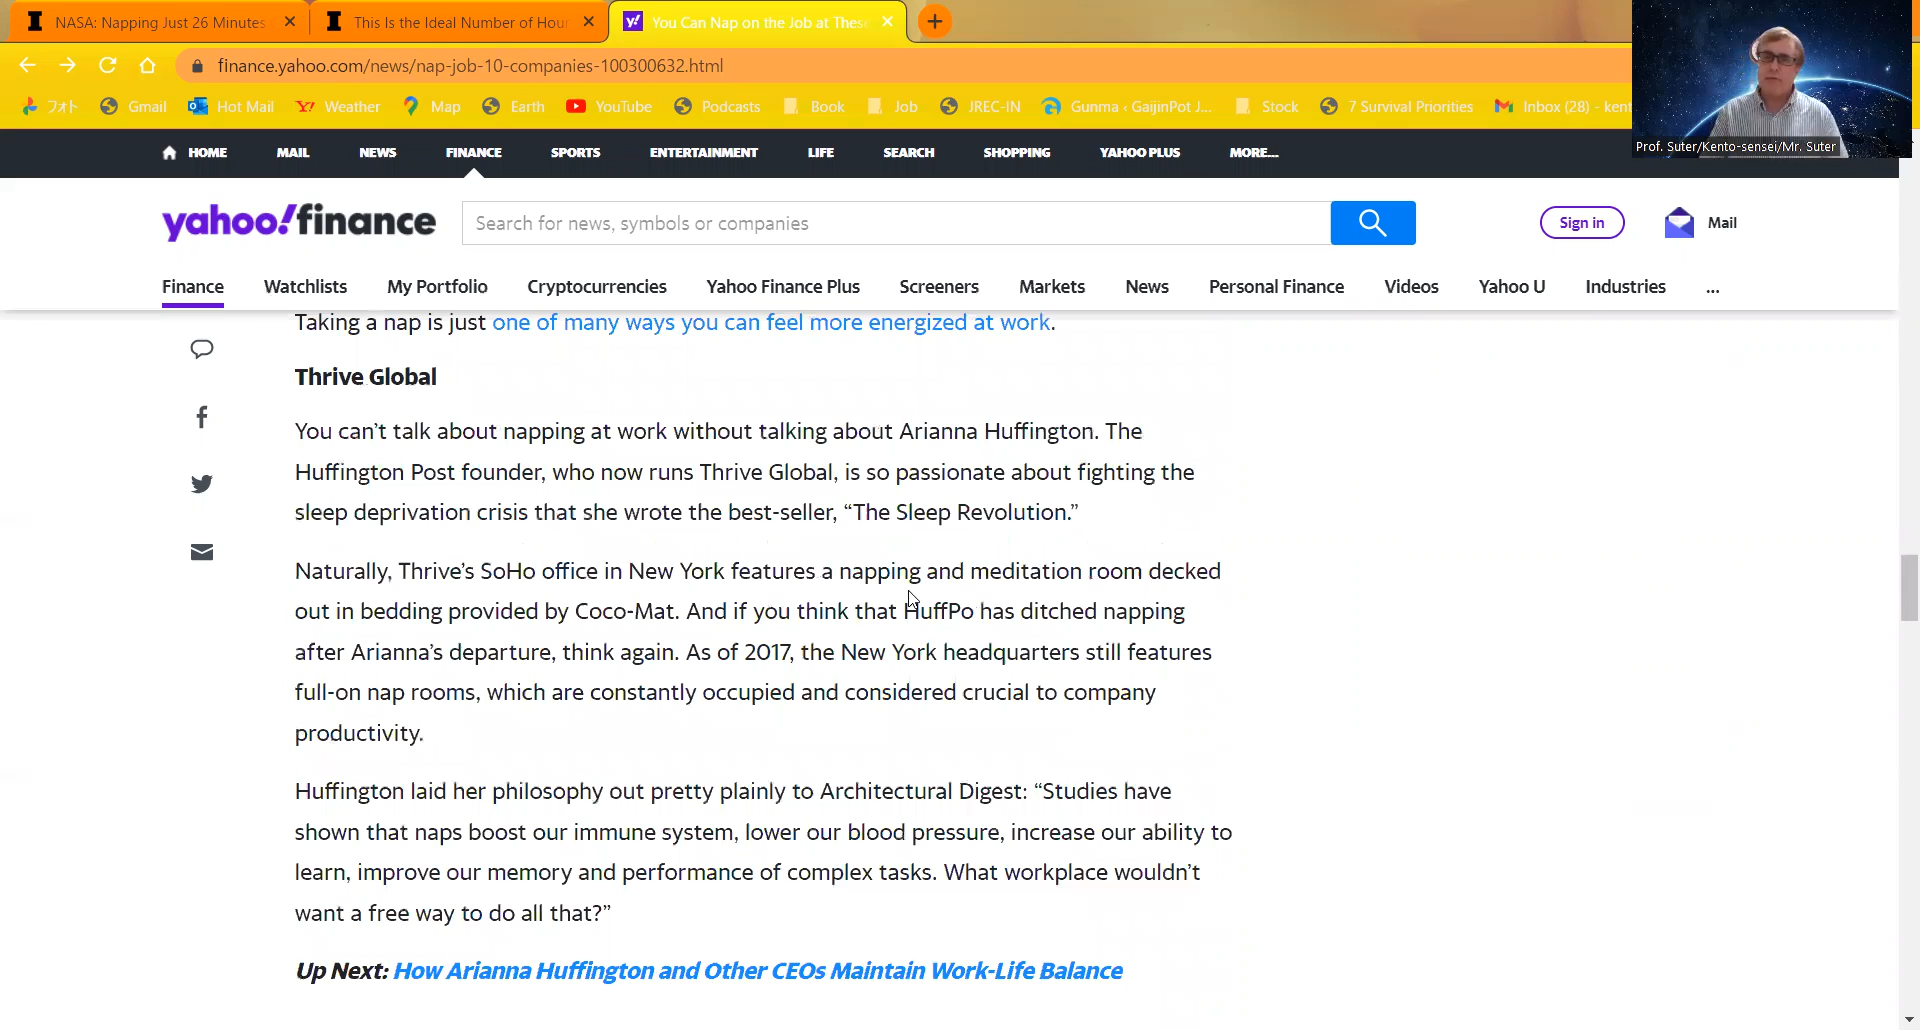 NASA: Napping Just 26 Minutes
This Is the Ideal Number of Hour
You Can Nap on the Job at These
finance.yahoo.com/news/nap-job-10-companies-100300632.html
フォト Gmail Hot Mail Weather Map Earth YouTube Podcasts Book Job JREC-IN Gunma ‹ GaijinPot J... Stock 7 Survival Priorities Inbox (28) - kent
Prof. Suter/Kento-sensei/Mr. Suter
HOME MAIL NEWS FINANCE SPORTS ENTERTAINMENT LIFE SEARCH SHOPPING YAHOO PLUS MORE...
yahoo!finance
Search for news, symbols or companies
Sign in
Mail
Finance Watchlists My Portfolio Cryptocurrencies Yahoo Finance Plus Screeners Markets News Personal Finance Videos Yahoo U Industries ...
Taking a nap is just one of many ways you can feel more energized at work.
Thrive Global
You can’t talk about napping at work without talking about Arianna Huffington. The
Huffington Post founder, who now runs Thrive Global, is so passionate about fighting the
sleep deprivation crisis that she wrote the best-seller, “The Sleep Revolution.”
Naturally, Thrive’s SoHo office in New York features a napping and meditation room decked
out in bedding provided by Coco-Mat. And if you think that HuffPo has ditched napping
after Arianna’s departure, think again. As of 2017, the New York headquarters still features
full-on nap rooms, which are constantly occupied and considered crucial to company
productivity.
Huffington laid her philosophy out pretty plainly to Architectural Digest: “Studies have
shown that naps boost our immune system, lower our blood pressure, increase our ability to
learn, improve our memory and performance of complex tasks. What workplace wouldn’t
want a free way to do all that?”
Up Next: How Arianna Huffington and Other CEOs Maintain Work-Life Balance